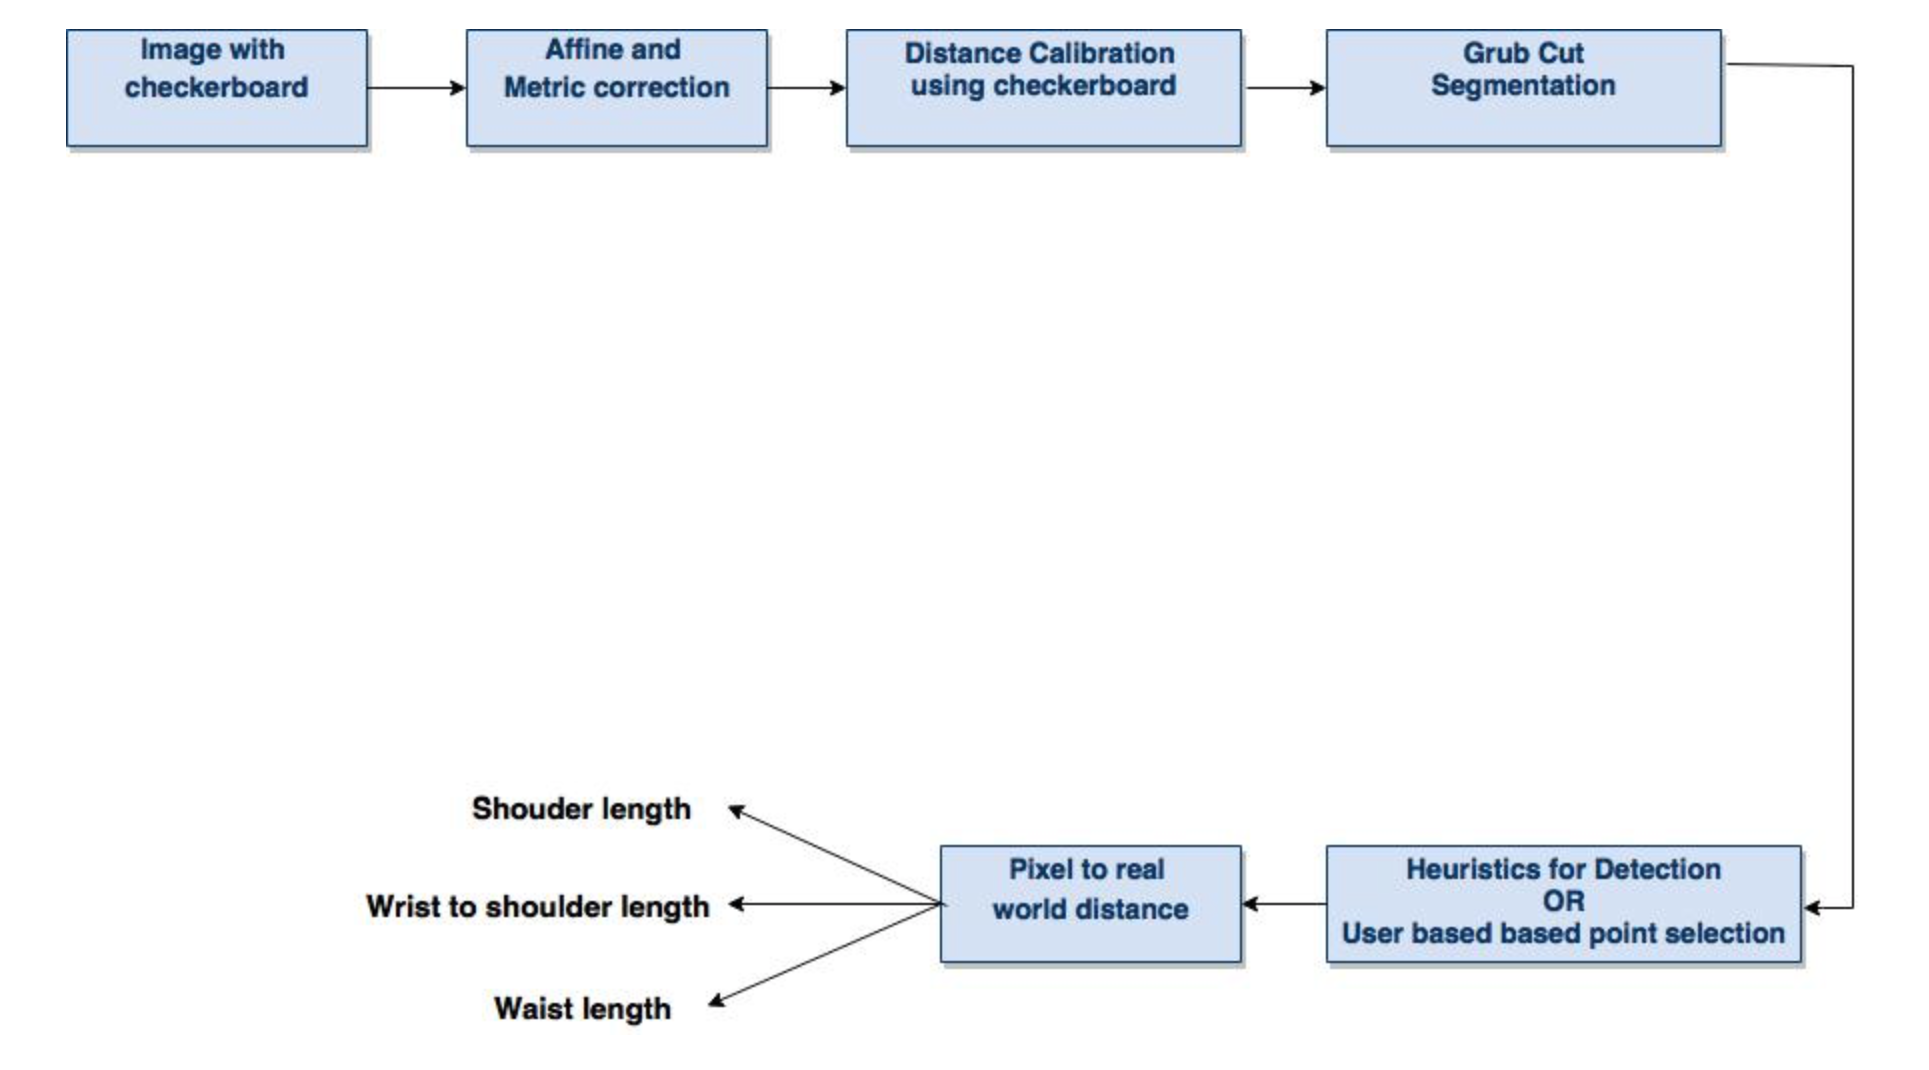 Image with
checkerboard
Affine and
Metric correction
Distance Calibration
using checkerboard
Grub Cut
Segmentation
Heuristics for Detection
OR
User based based point selection
Pixel to real
world distance
Shouder length
Wrist to shoulder length
Waist length